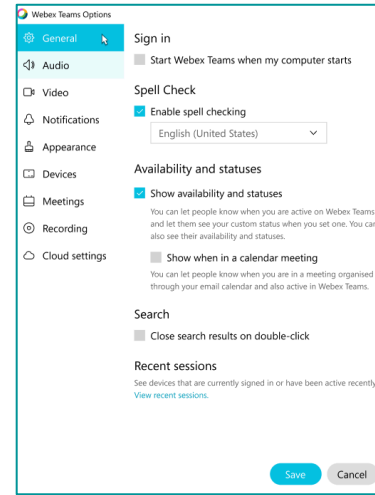 Webex Teams Options
General
Audio
Video
Notifications
Appearance
Devices
Meetings
Recording
Cloud settings
Sign in
Start Webex Teams when my computer starts
Spell Check
Enable spell checking
English (United States)
Availability and statuses
Show availability and statuses
You can let people know when you are active on Webex Teams
and let them see your custom status when you set one. You can
also see their availability and statuses.
Show when in a calendar meeting
You can let people know when you are in a meeting organised
through your email calendar and also active in Webex Teams.
Search
Close search results on double-click
Recent sessions
See devices that are currently signed in or have been active recently
View recent sessions.
Save
Cancel